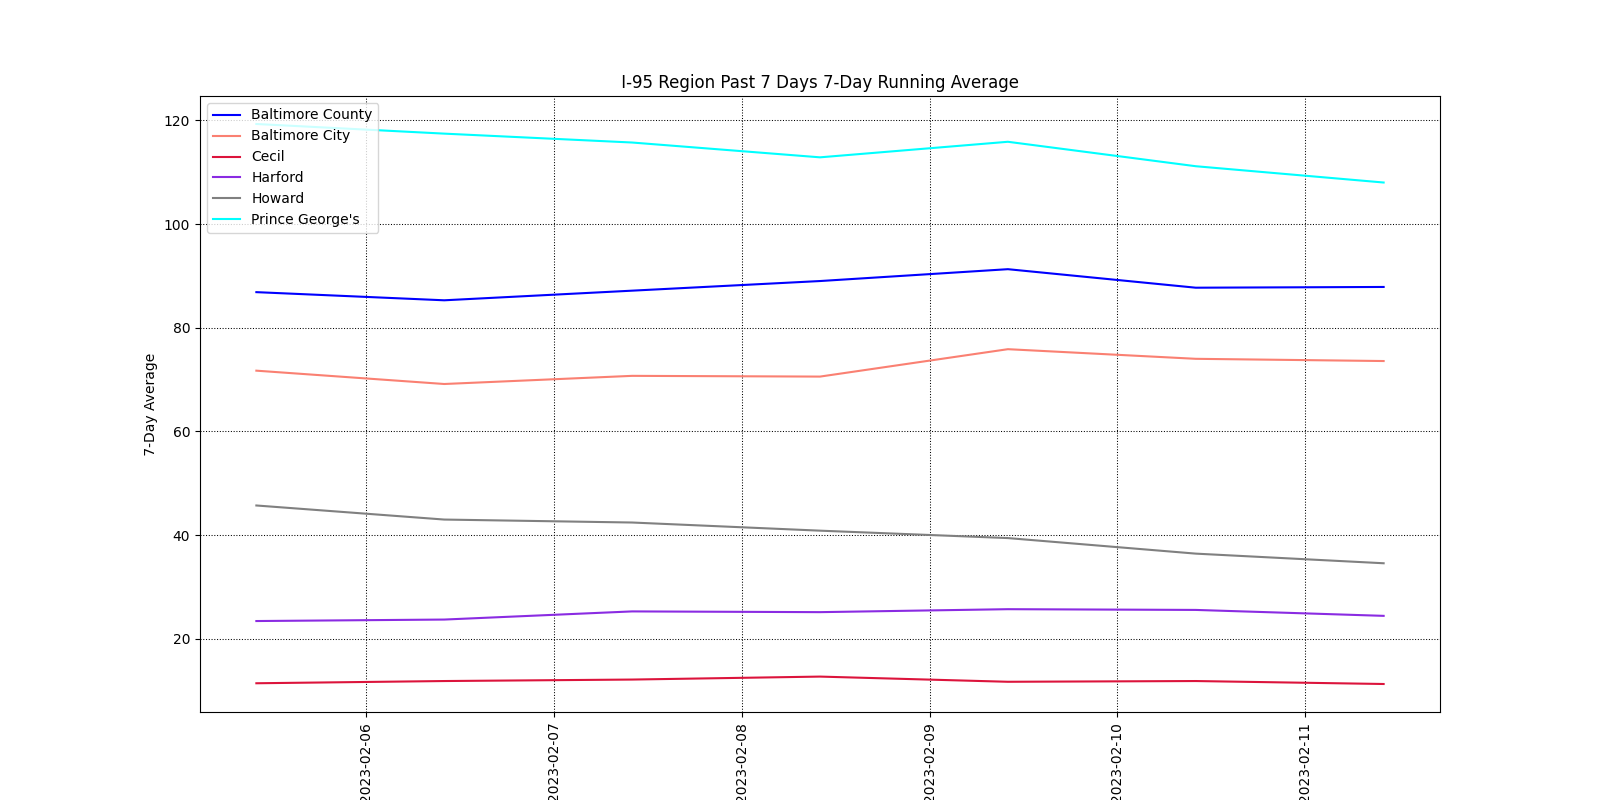 I-95 Region Past 7 Days 7-Day Running Average
Baltimore County
Baltimore City
Cecil
Harford
Howard
Prince George's
120
100
80
60
40
20
7-Day Average
2023-02-06
2023-02-07
2023-02-08
2023-02-09
2023-02-10
2023-02-11